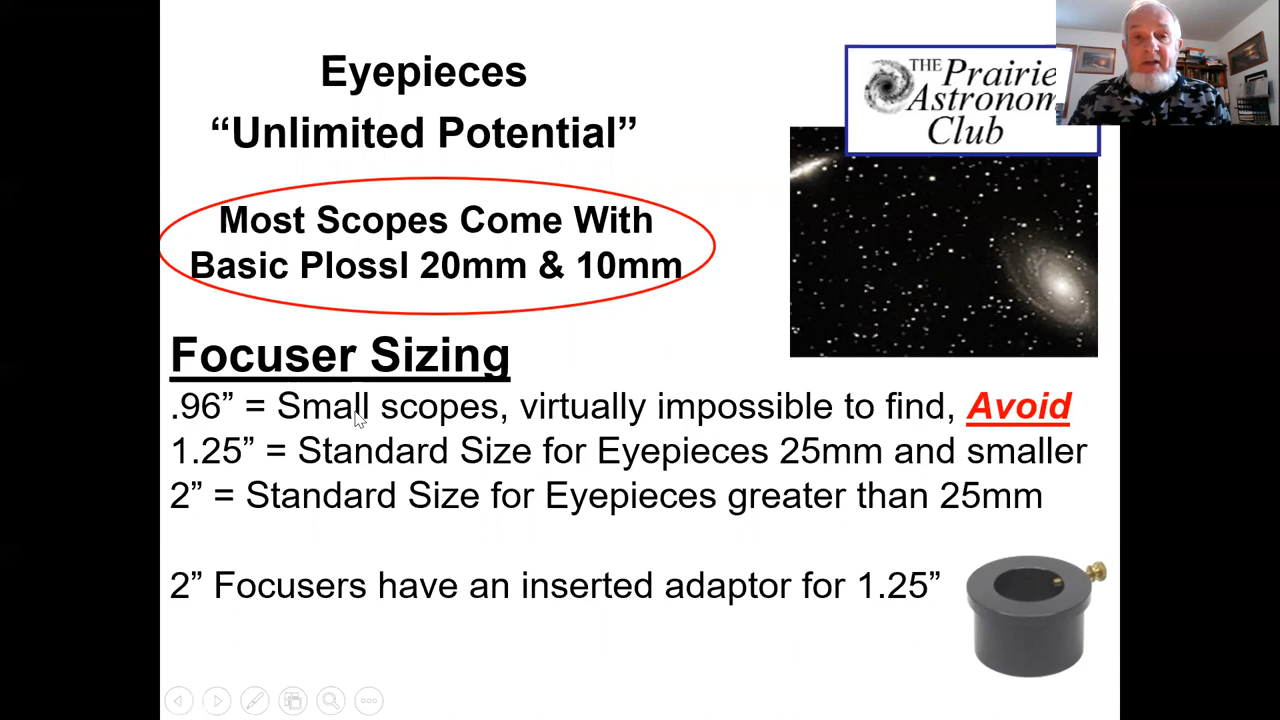 Eyepieces
“Unlimited Potential”
Most Scopes Come With
Basic Plossl 20mm & 10mm
THE Prairie
Astronom
Club
Focuser Sizing
.96” = Small scopes, virtually impossible to find, Avoid
1.25” = Standard Size for Eyepieces 25mm and smaller
2” = Standard Size for Eyepieces greater than 25mm
2” Focusers have an inserted adaptor for 1.25”